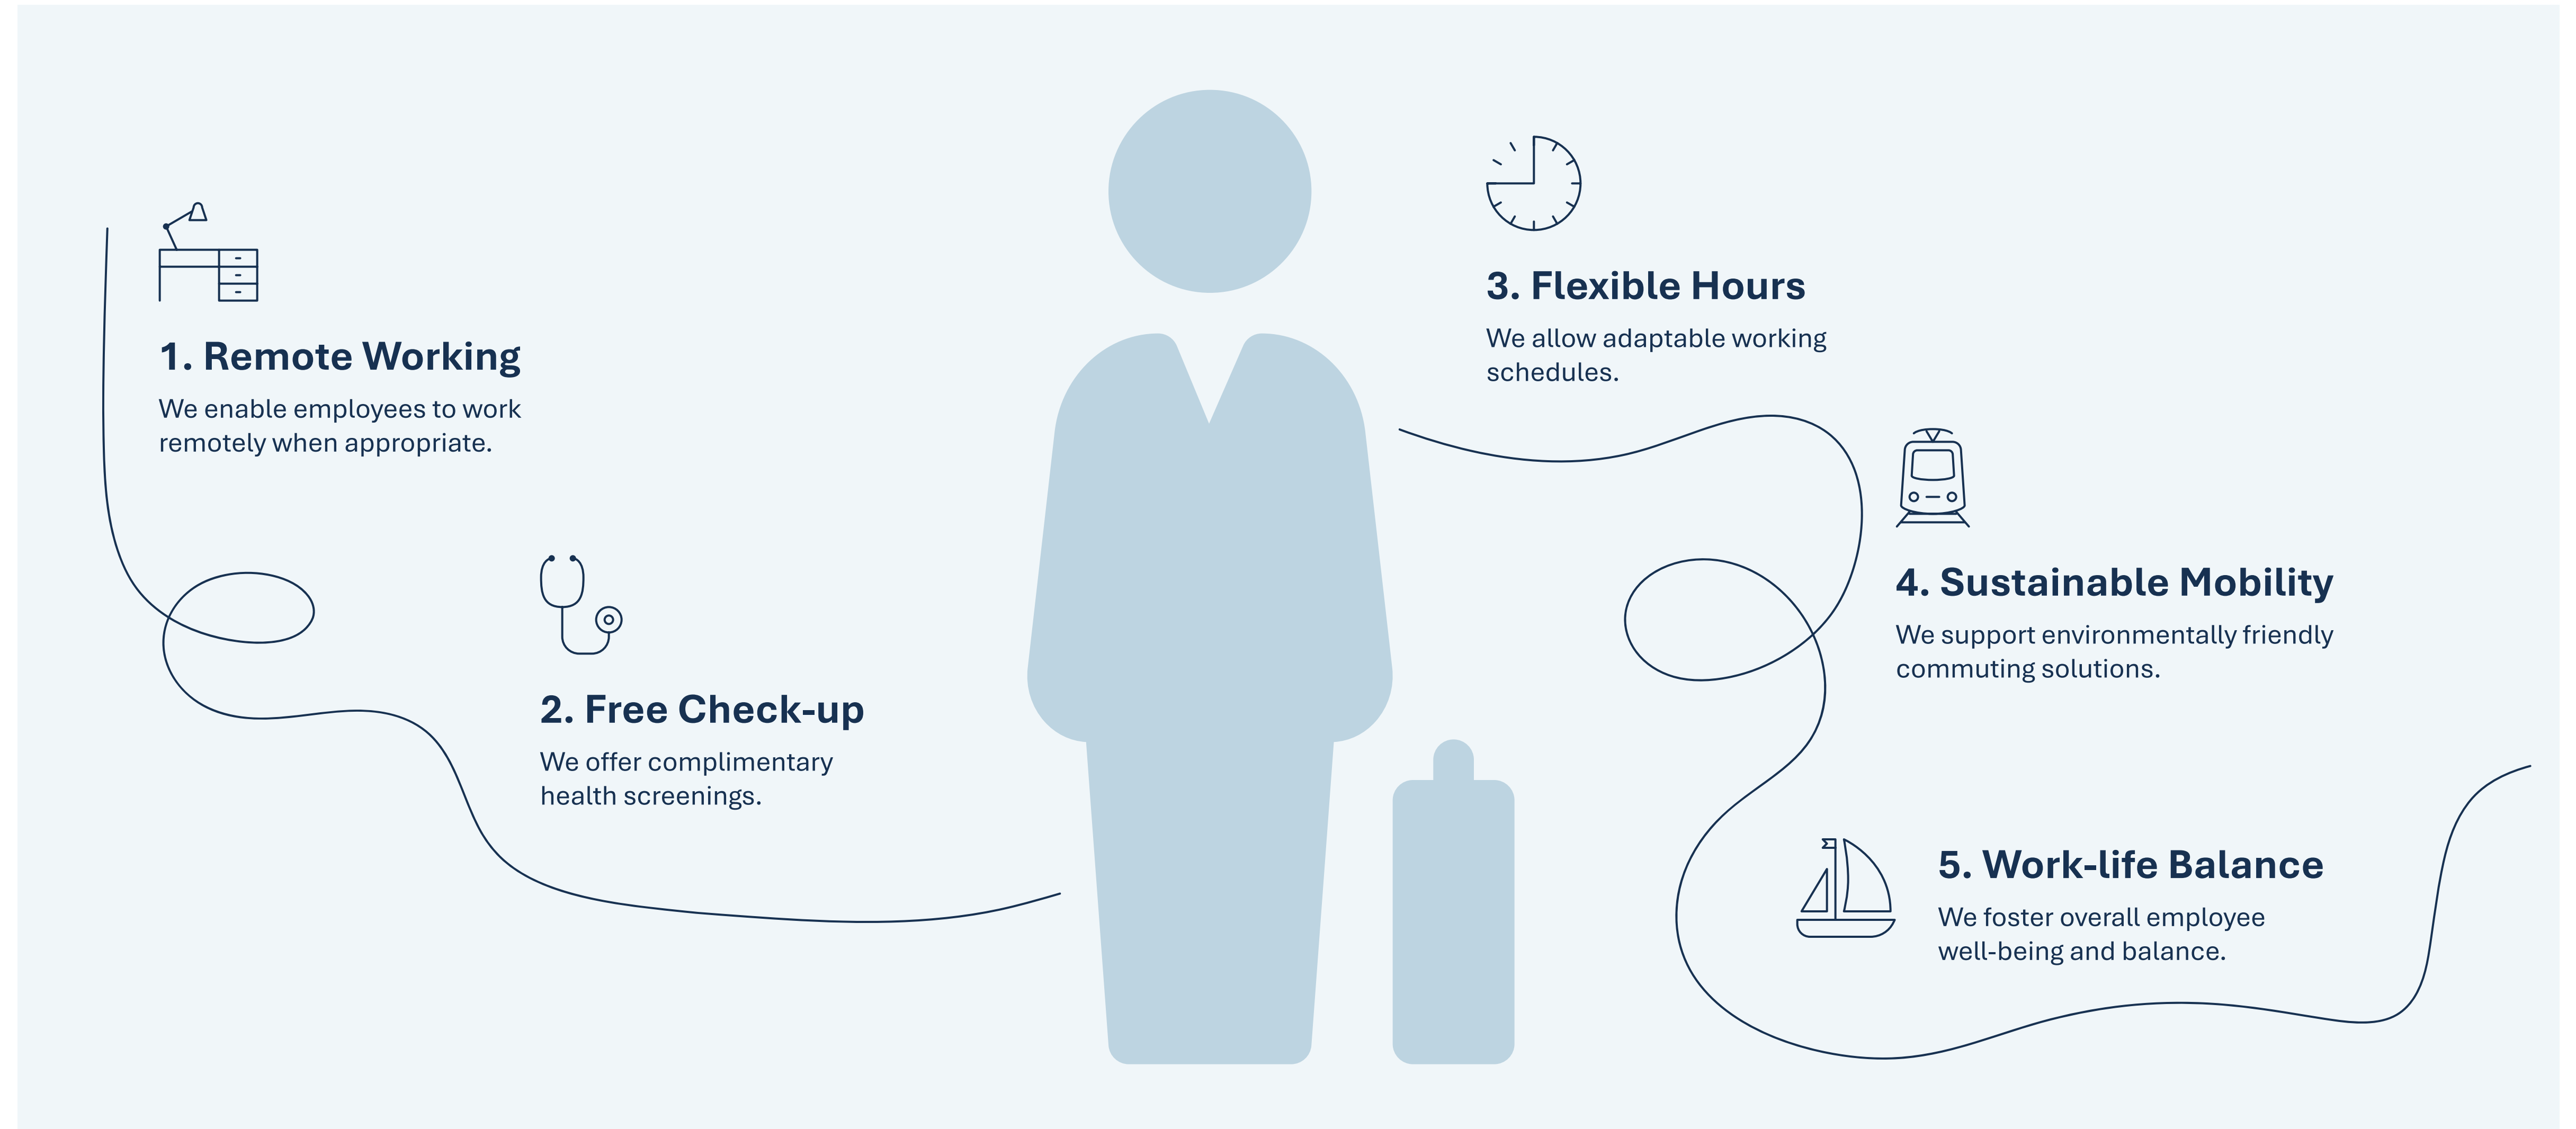 1. Remote Working
We enable employees to work
remotely when appropriate.
2. Free Check-up
We offer complimentary
health screenings.
3. Flexible Hours
We allow adaptable working
schedules.
4. Sustainable Mobility
We support environmentally friendly
commuting solutions.
5. Work-life Balance
We foster overall employee
well-being and balance.